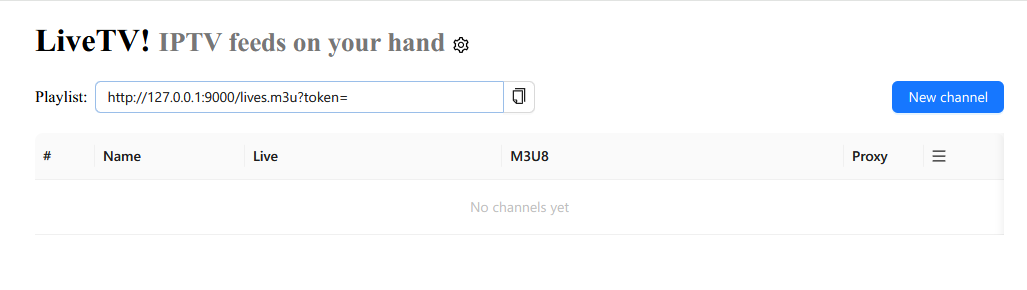 LiveTV! IPTV feeds on your hand
Playlist: http://127.0.0.1:9000/lives.m3u?token= New channel
# Name Live M3U8 Proxy
No channels yet